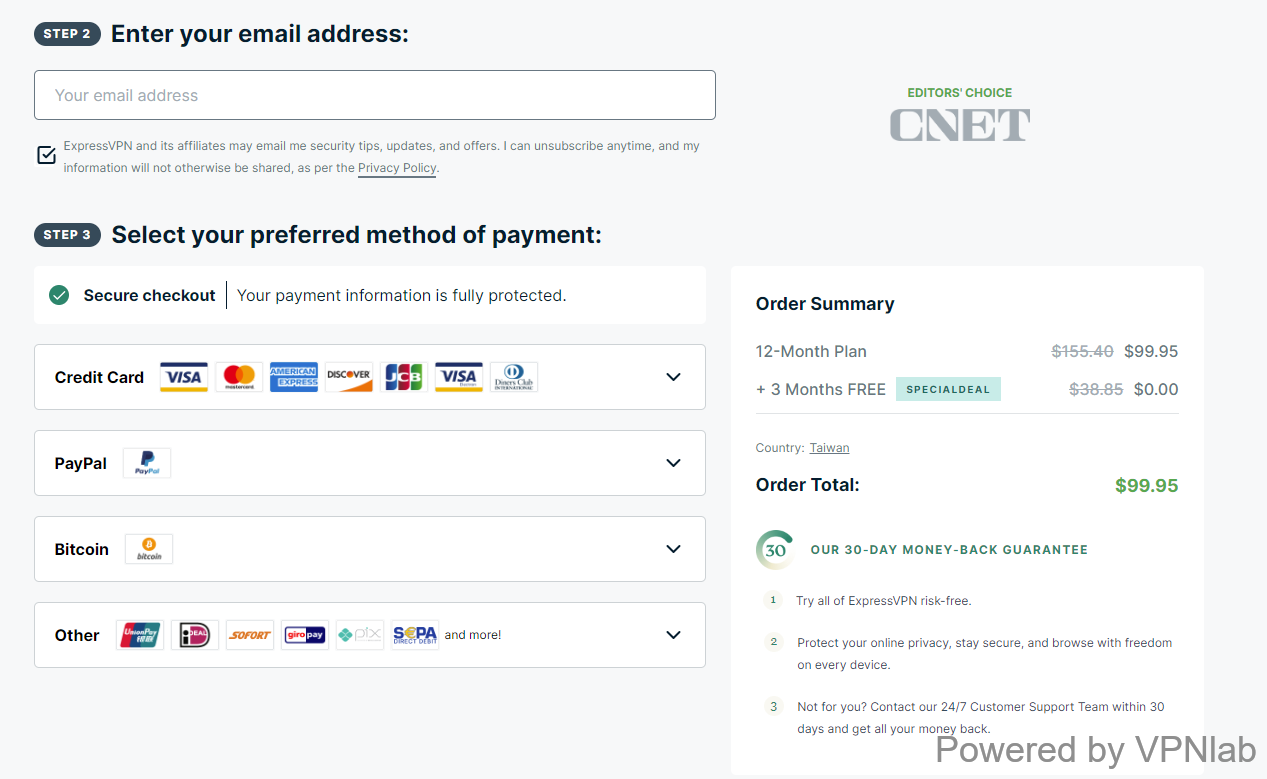 STEP 2 Enter your email address:
Your email address
ExpressVPN and its affiliates may email me security tips, updates, and offers. I can unsubscribe anytime, and my
information will not otherwise be shared, as per the Privacy Policy.
EDITORS' CHOICE
CNET
STEP 3 Select your preferred method of payment:
Secure checkout Your payment information is fully protected.
Credit Card VISA mastercard AMERICAN EXPRESS DISCOVER JCB VISA Diners Club INTERNATIONAL
PayPal PayPal
Bitcoin bitcoin
Other UnionPay 银联 iDEAL SOFORT giropay pix S€PA DIRECT DEBIT and more!
Order Summary
12-Month Plan $155.40 $99.95
+ 3 Months FREE SPECIALDEAL $38.85 $0.00
Country: Taiwan
Order Total: $99.95
30 OUR 30-DAY MONEY-BACK GUARANTEE
1 Try all of ExpressVPN risk-free.
2 Protect your online privacy, stay secure, and browse with freedom
on every device.
3 Not for you? Contact our 24/7 Customer Support Team within 30
days and get all your money back.
Powered by VPNlab